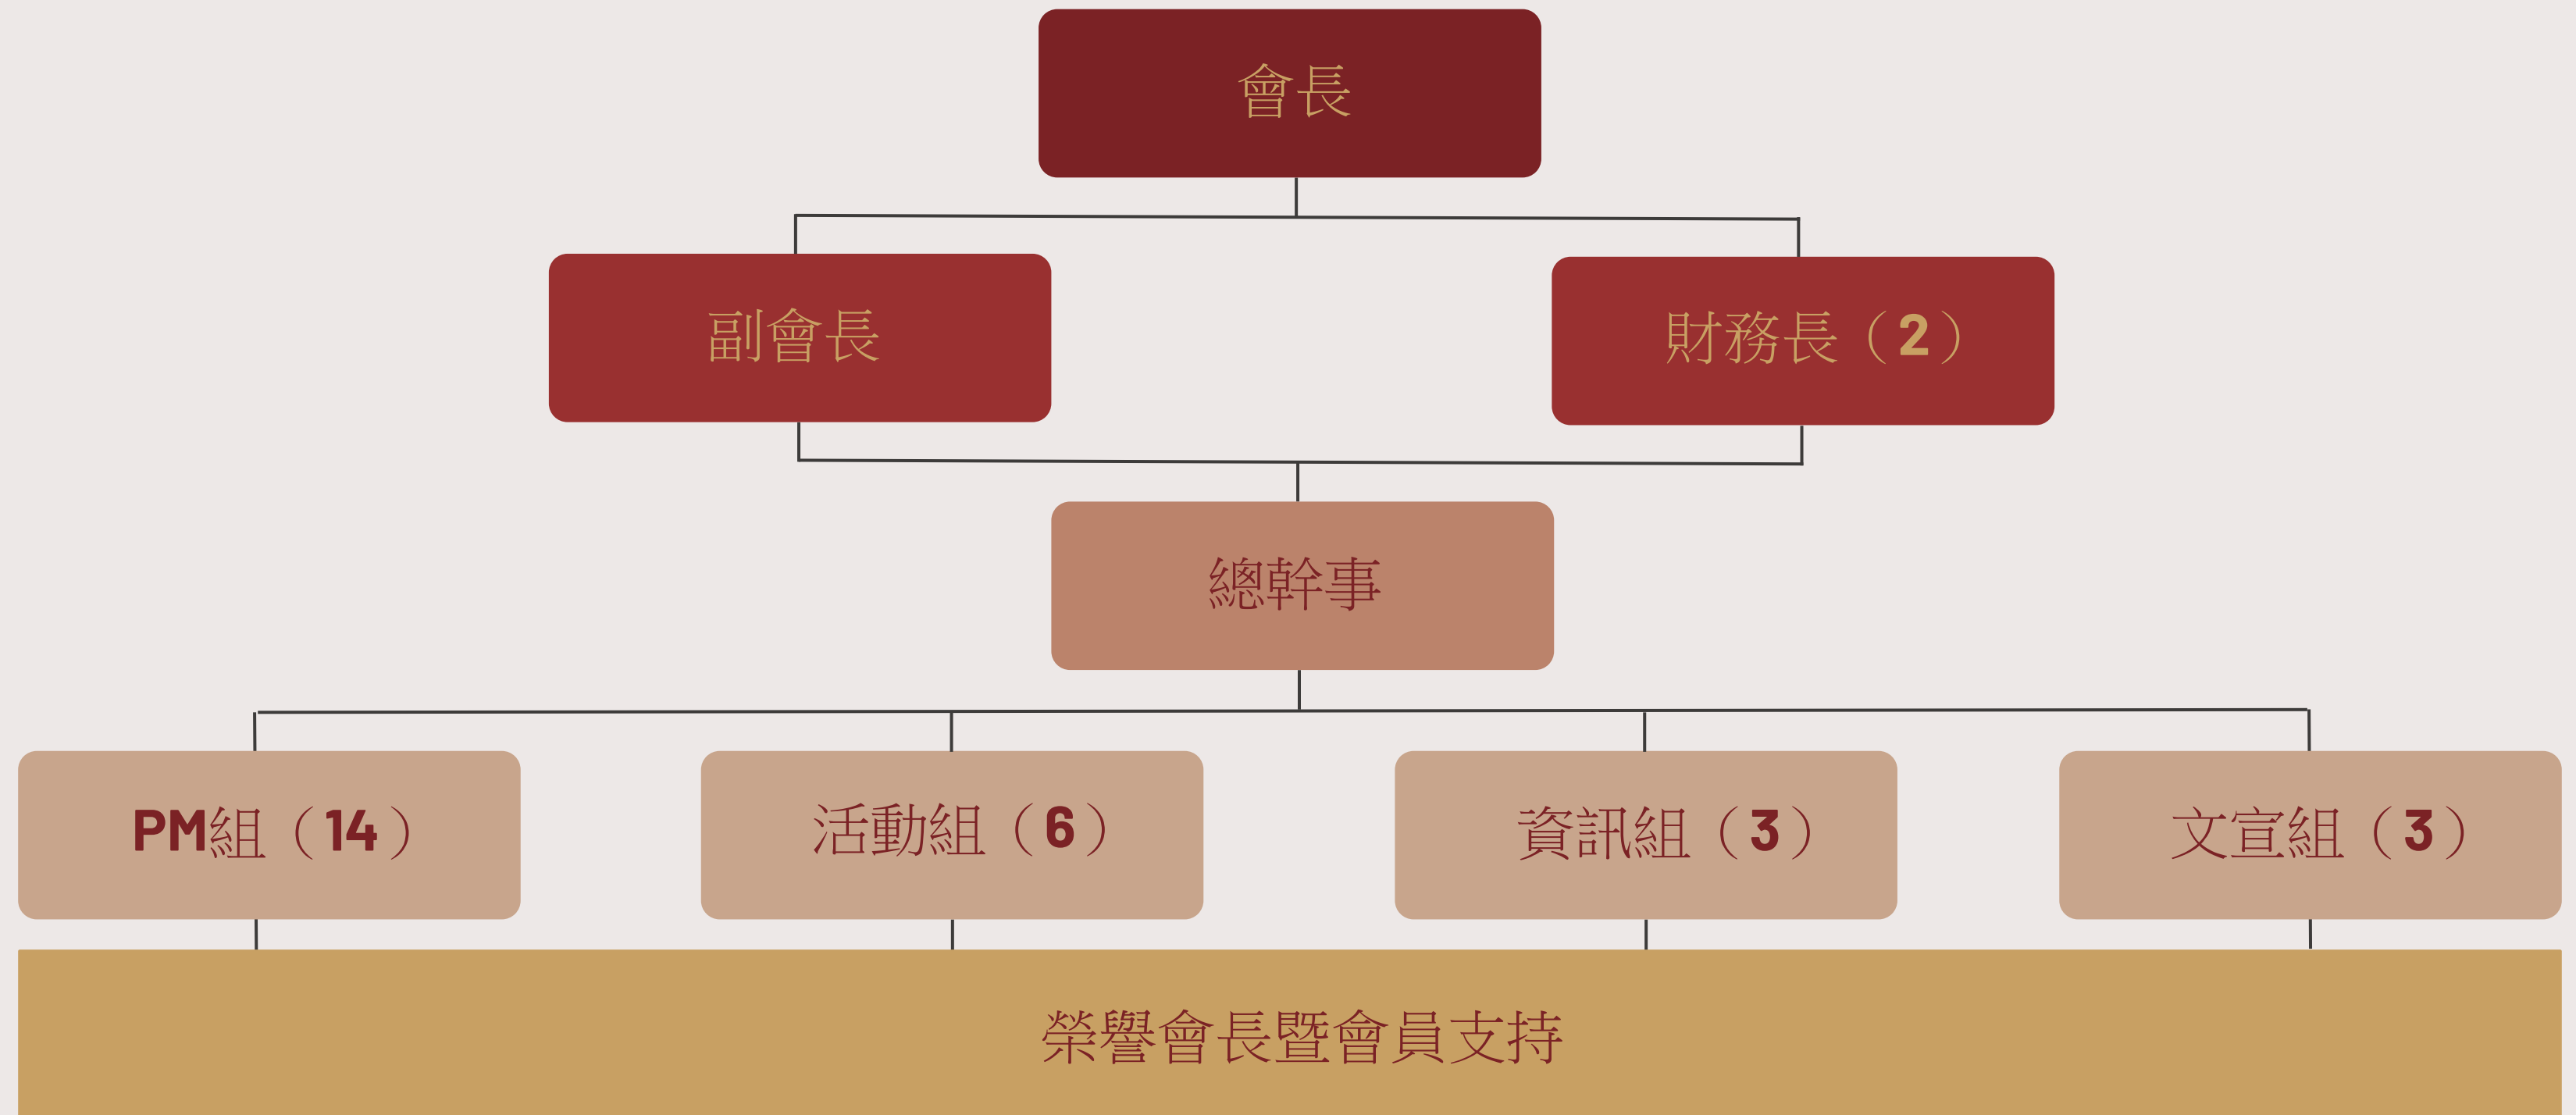 會長
副會長
財務長（2）
總幹事
PM組（14）
活動組（6）
資訊組（3）
文宣組（3）
榮譽會長暨會員支持